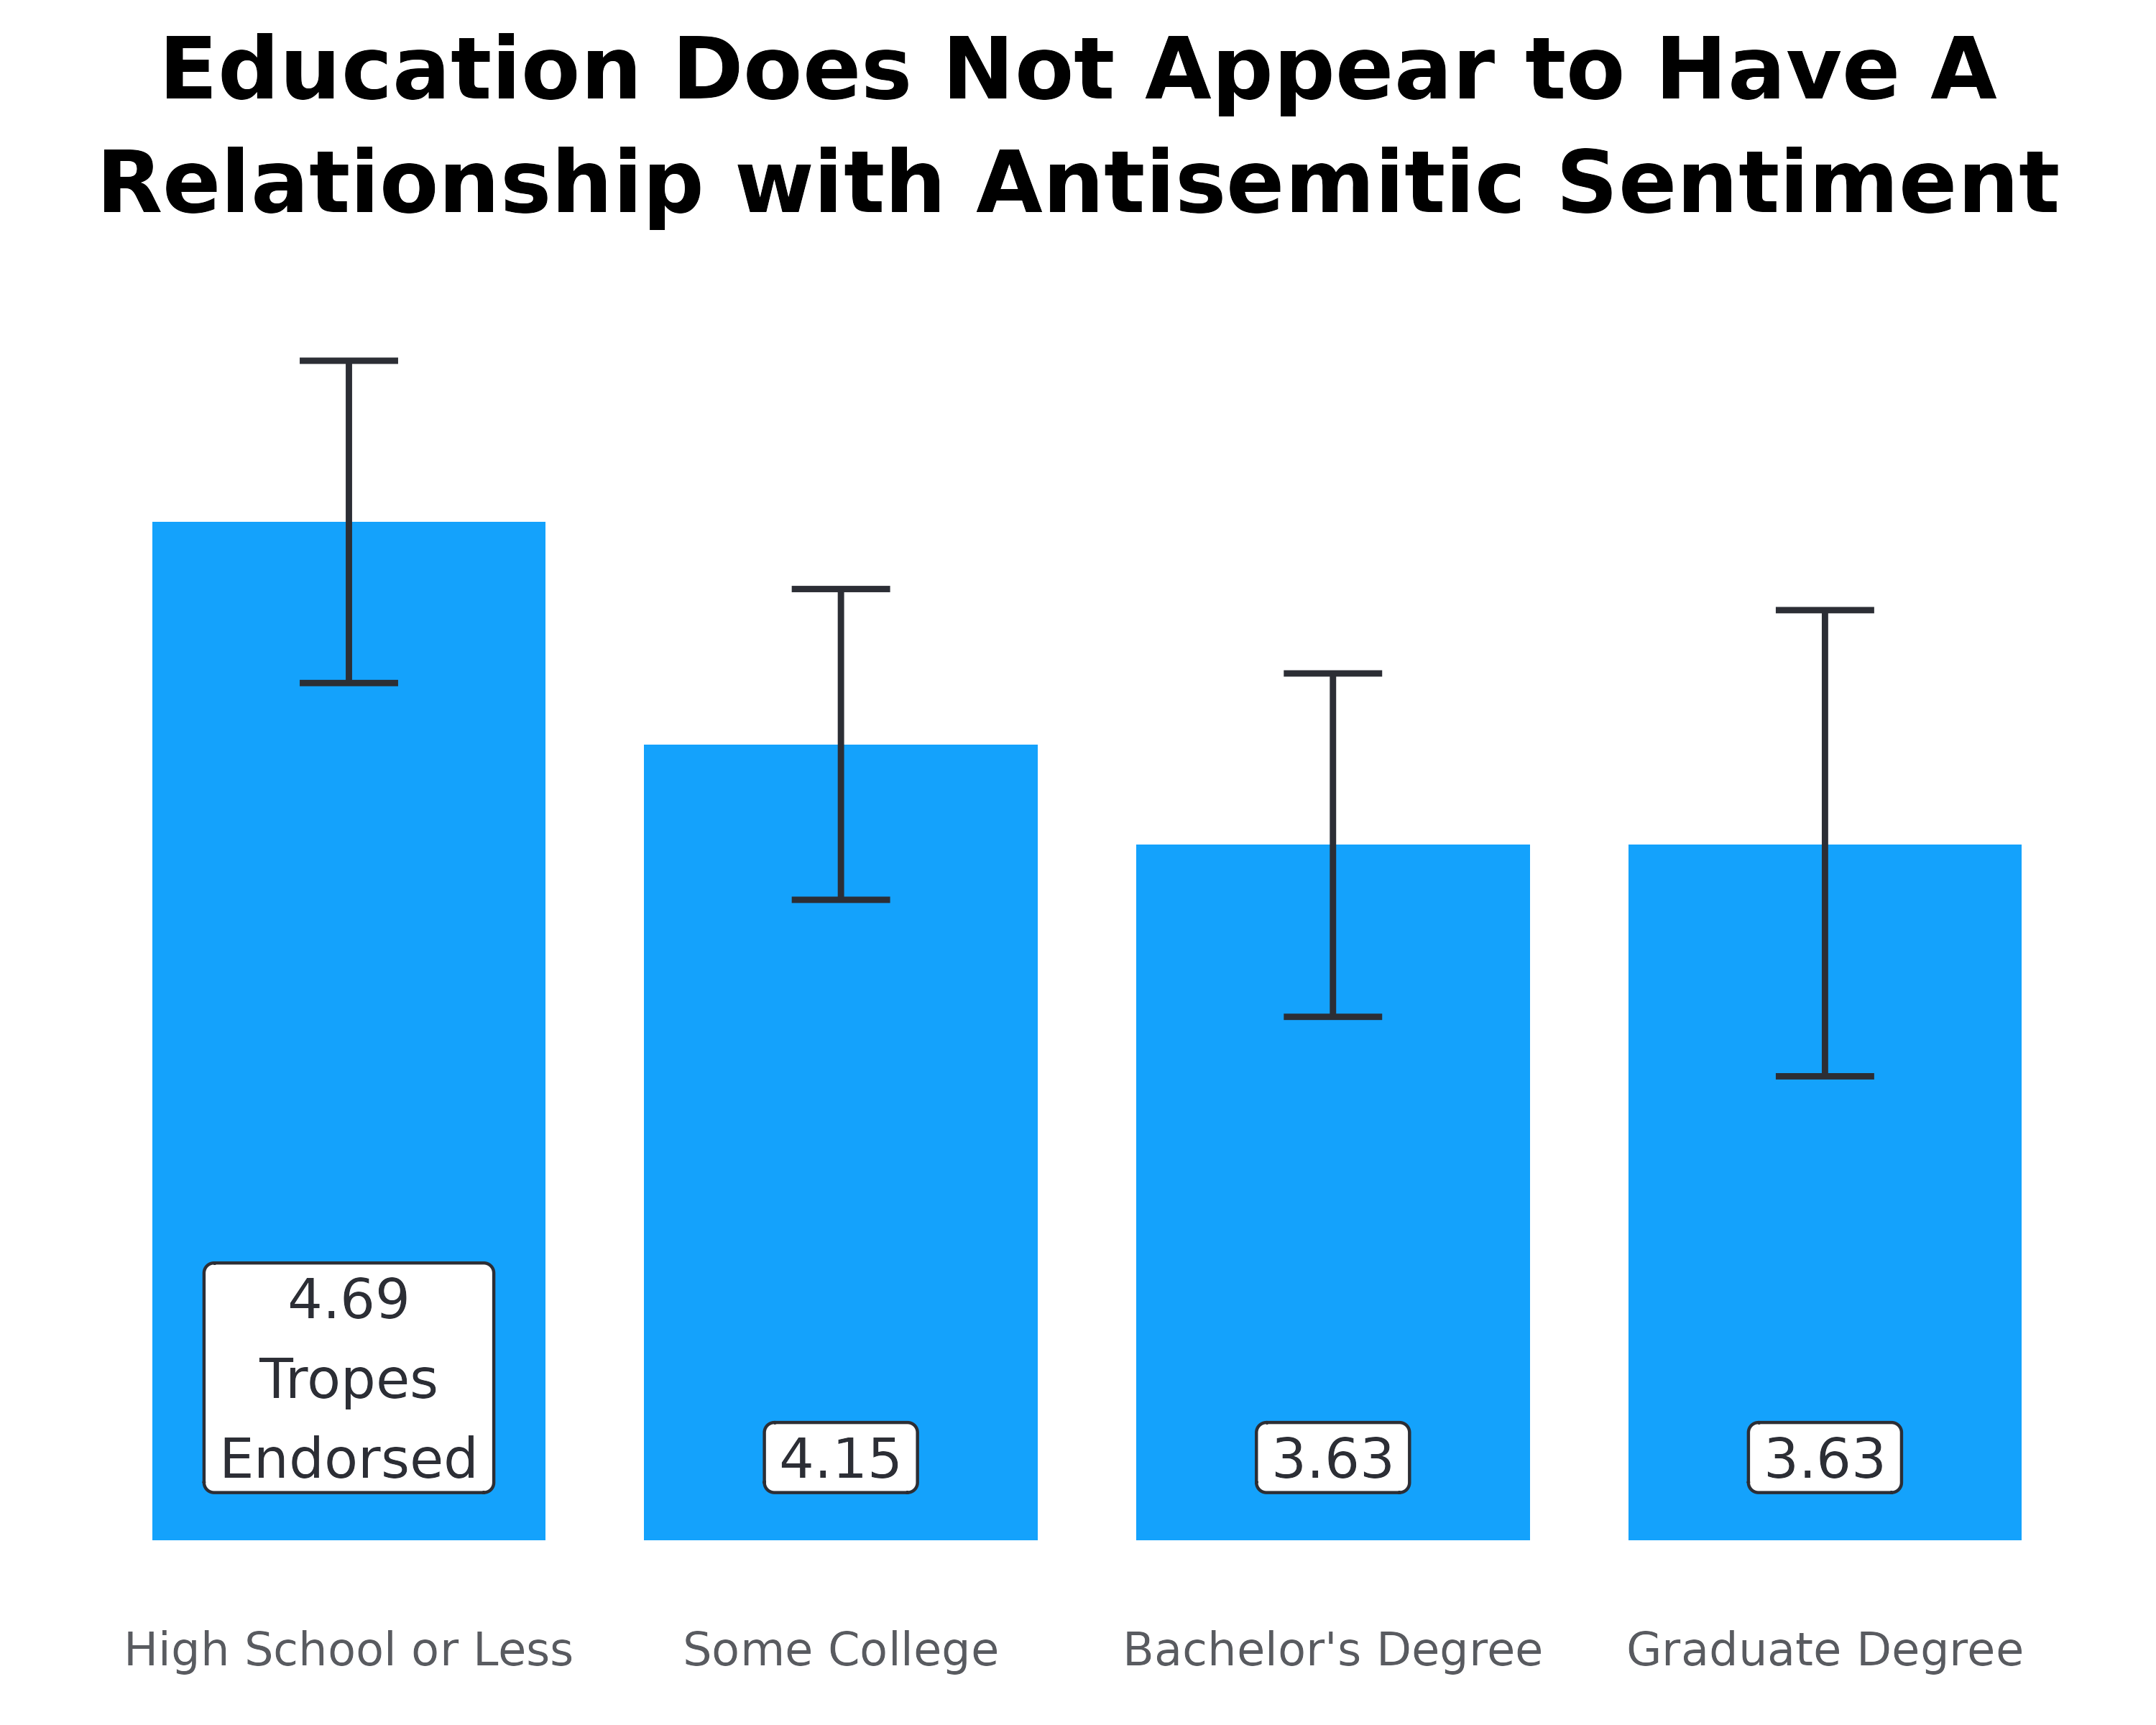 Education Does Not Appear to Have A
Relationship with Antisemitic Sentiment
4.69
Tropes
Endorsed
4.15
3.63
3.63
High School or Less
Some College
Bachelor's Degree
Graduate Degree